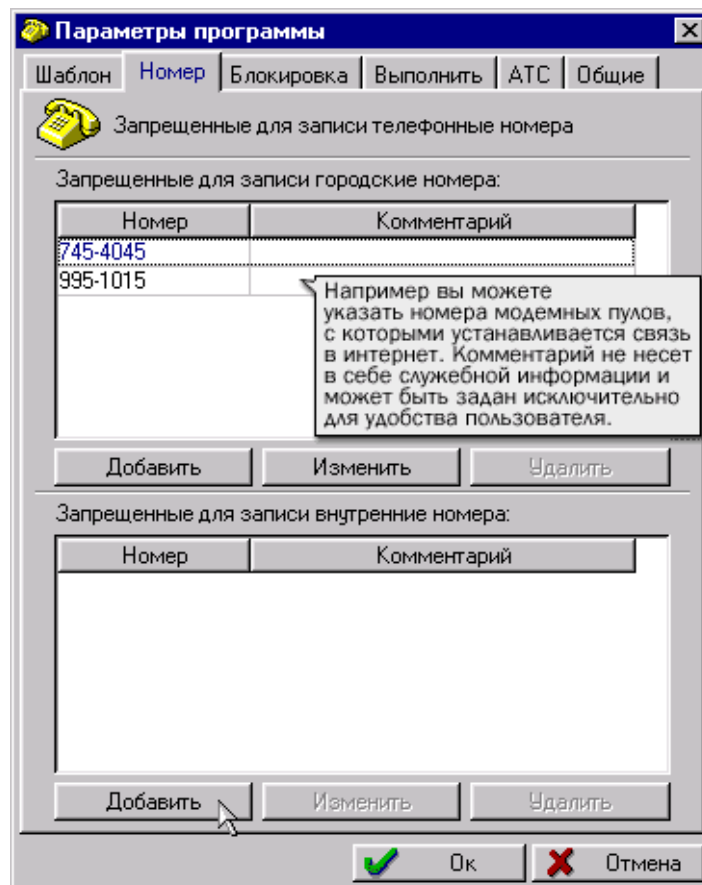 Параметры программы
Шаблон Номер Блокировка Выполнить АТС Общие
Запрещенные для записи телефонные номера
Запрещенные для записи городские номера:
Номер Комментарий
745-4045
995-1015
Например вы можете
указать номера модемных пулов,
с которыми устанавливается связь
в интернет. Комментарий не несет
в себе служебной информации и
может быть задан исключительно
для удобства пользователя.
Добавить Изменить Удалить
Запрещенные для записи внутренние номера:
Номер Комментарий
Добавить Изменить Удалить
Ок Отмена